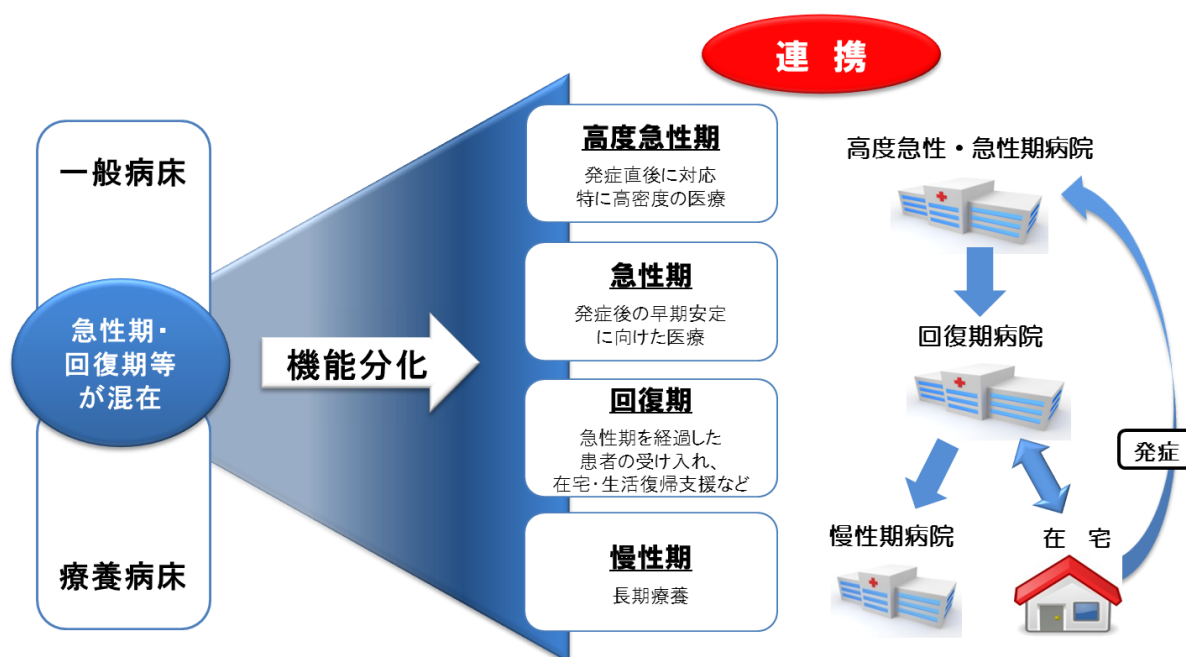 連 携
一般病床
急性期・
回復期等
が混在
療養病床
機能分化
高度急性期
発症直後に対応
特に高密度の医療
急性期
発症後の早期安定
に向けた医療
回復期
急性期を経過した
患者の受け入れ、
在宅・生活復帰支援など
慢性期
長期療養
高度急性・急性期病院
回復期病院
発症
慢性期病院
在 宅